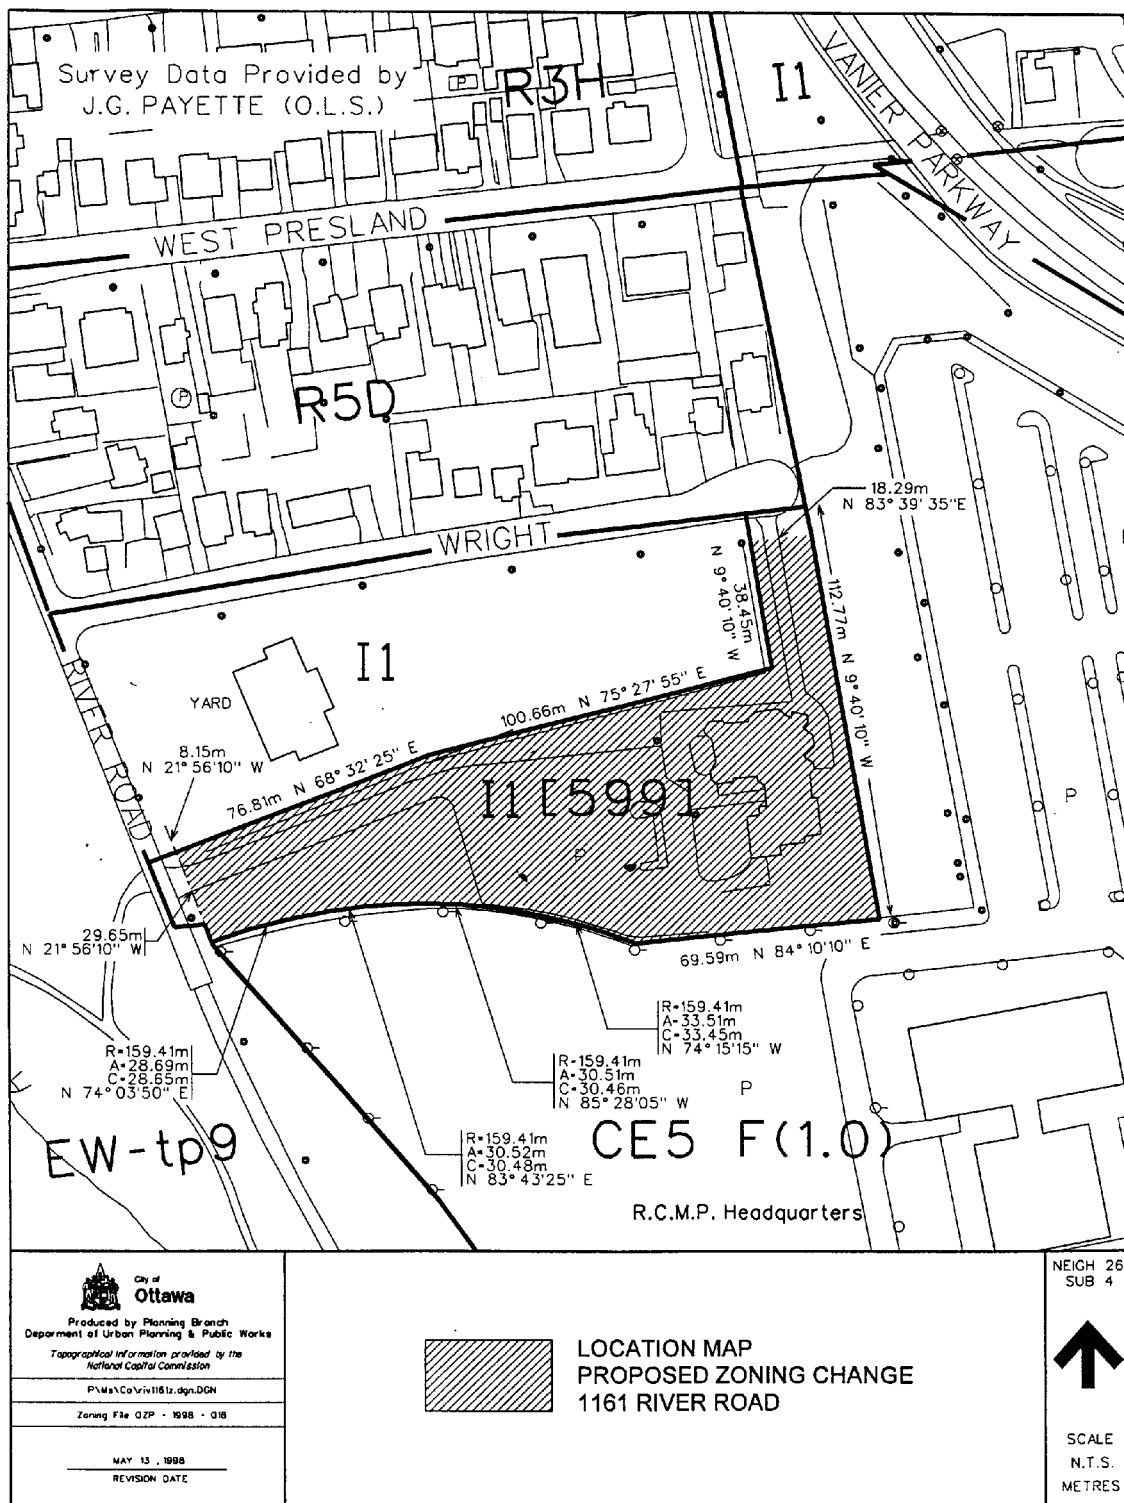 Survey Data Provided by
J.G. PAYETTE (O.L.S.)
P
R3H
I1
VANIER PARKWAY
WEST PRESLAND
P
R5D
18.29m
N 83° 39' 35"E
WRIGHT
38.45m
N 9° 40' 10" W
112.77m N 9° 40' 10" W
I1
YARD
RIVER ROAD
100.66m N 75° 27' 55" E
8.15m
N 21° 56'10" W
76.81m N 68° 32' 25" E
I1 [599]
P
P
29.65m
N 21° 56'10" W
69.59m N 84° 10'10" E
R=159.41m
A=33.51m
C=33.45m
N 74° 15'15" W
R=159.41m
A=28.69m
C=28.65m
N 74° 03'50" E
R=159.41m
A=30.51m
C=30.46m
N 85° 28'05" W
P
R=159.41m
A=30.52m
C=30.48m
N 83° 43'25" E
EW-tp9
CE5 F(1.0)
R.C.M.P. Headquarters
City of
Ottawa
Produced by Planning Branch
Department of Urban Planning & Public Works
Topographical information provided by the
National Capital Commission
Zoning File OZP - 1998 - 016
MAY 13 , 1998
REVISION DATE
LOCATION MAP
PROPOSED ZONING CHANGE
1161 RIVER ROAD
NEIGH 26
SUB 4
SCALE
N.T.S.
METRES